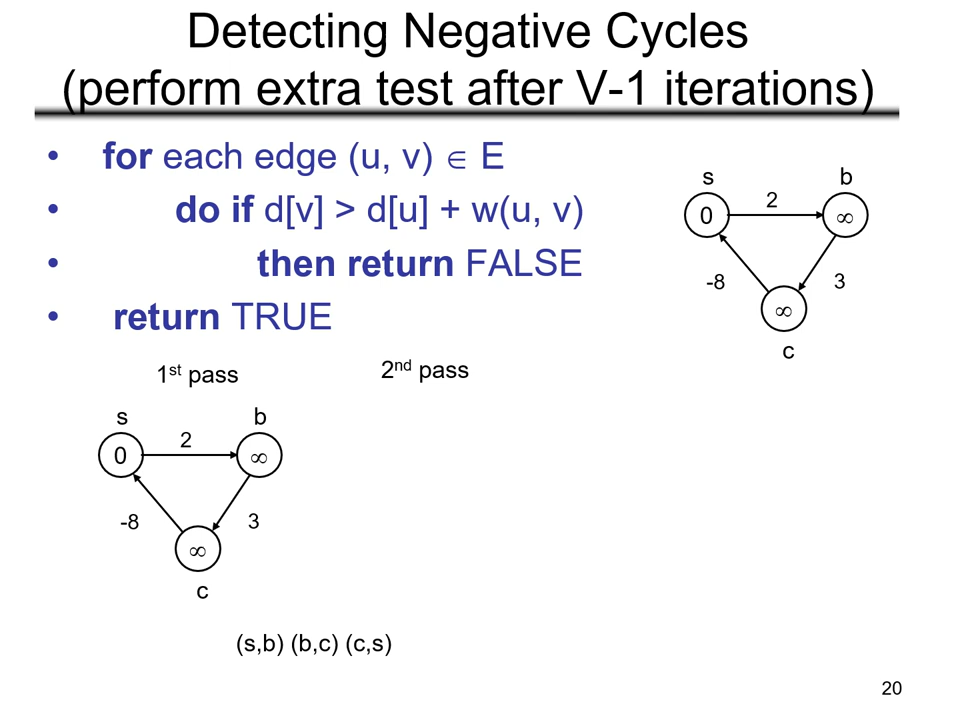 Detecting Negative Cycles
(perform extra test after V-1 iterations)
• for each edge (u, v) ∈ E
• do if d[v] > d[u] + w(u, v)
• then return FALSE
• return TRUE
s b
2
0 ∞
-8 3
∞
c
1st pass 2nd pass
s b
2
0 ∞
-8 3
∞
c
(s,b) (b,c) (c,s)
20